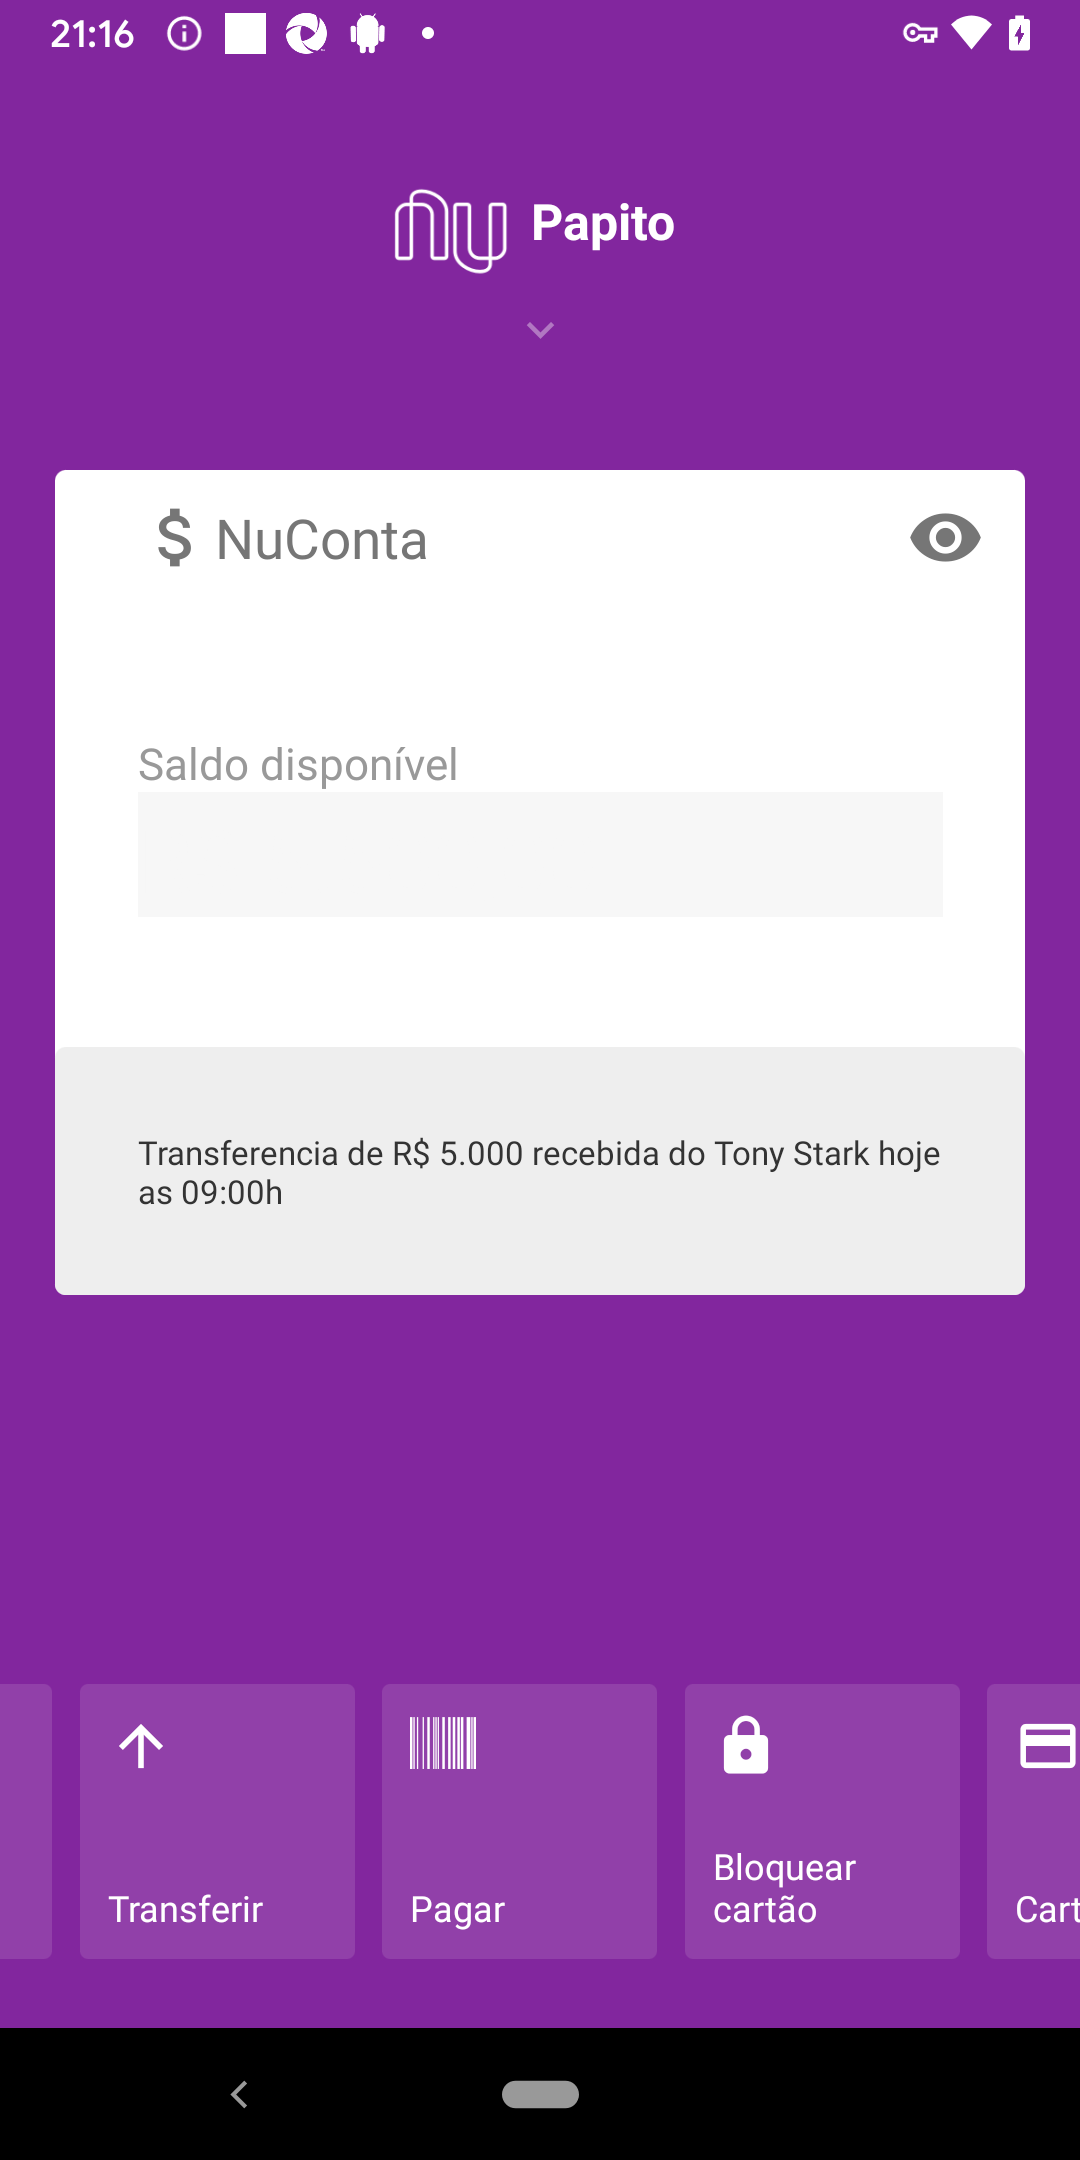 21:16
nu Papito
$ NuConta
Saldo disponível
Transferencia de R$ 5.000 recebida do Tony Stark hoje
as 09:00h
Transferir
Pagar
Bloquear
cartão
Cart